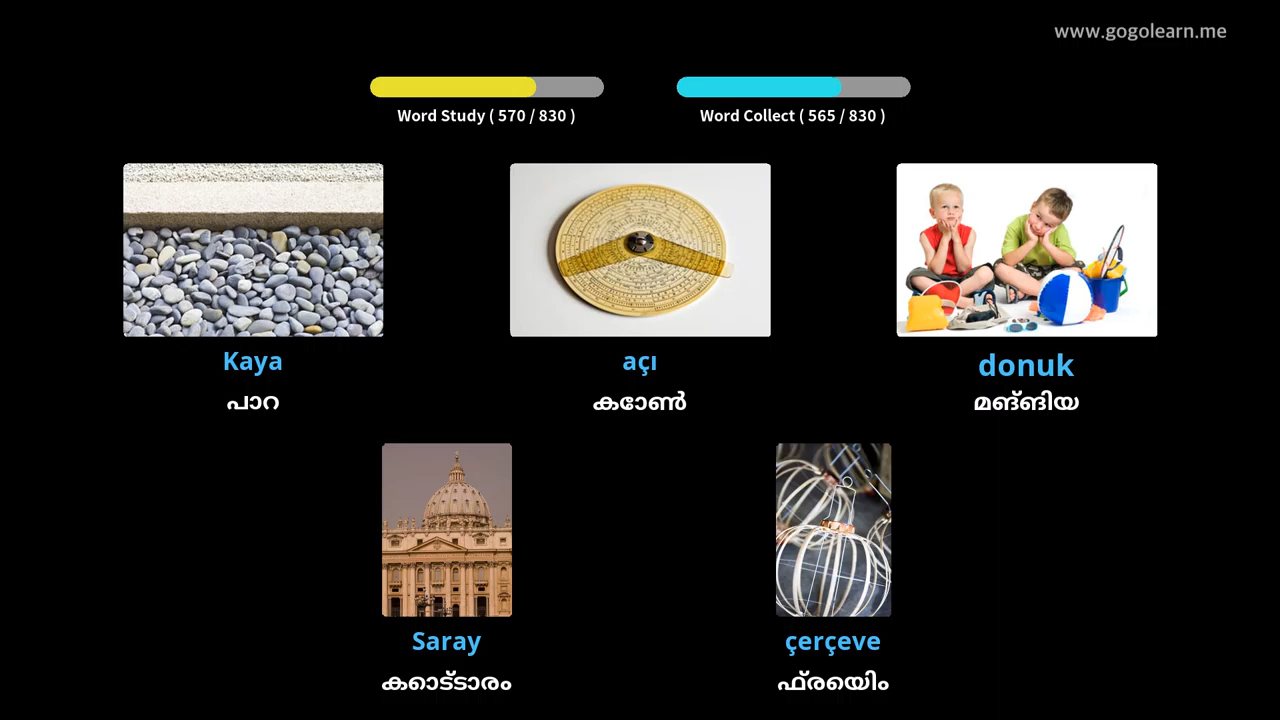 www.gogolearn.me
Word Study ( 570 / 830 )
Word Collect ( 565 / 830 )
Kaya
açı
donuk
പാറ
കോൺ
മങ്ങിയ
Saray
çerçeve
കൊട്ടാരം
ഫ്രെയിം